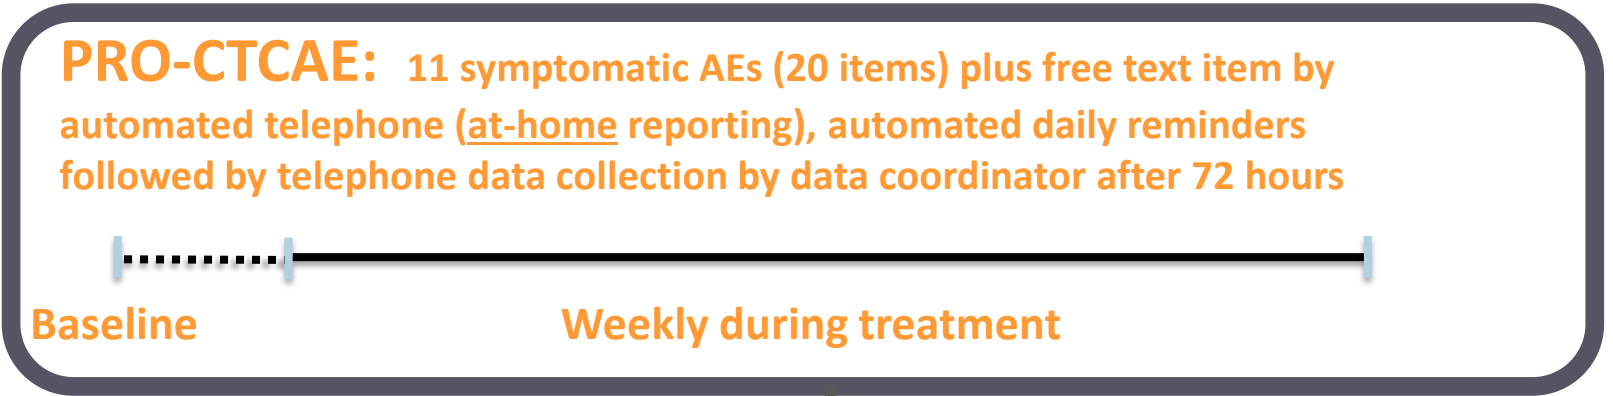 PRO-CTCAE: 11 symptomatic AEs (20 items) plus free text item by
automated telephone (at-home reporting), automated daily reminders
followed by telephone data collection by data coordinator after 72 hours
Baseline
Weekly during treatment